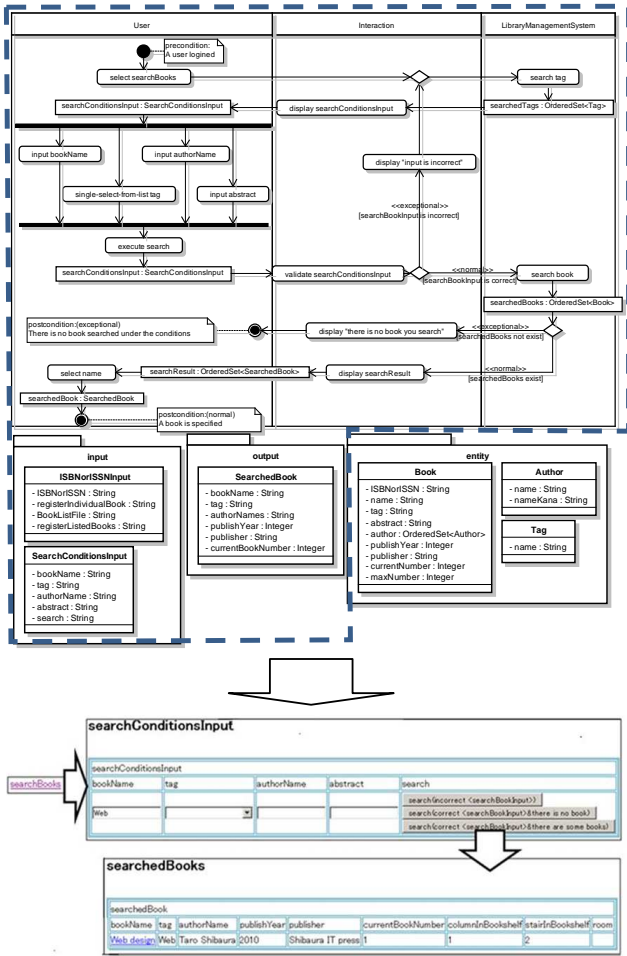 User
Interaction
LibraryManagementSystem
precondition:
A user logined
select searchBooks
search tag
searchConditionsInput : SearchConditionsInput
display searchConditionsInput
searchedTags : OrderedSet<Tag>
input bookName
input authorName
display "input is incorrect"
single-select-from-list tag
input abstract
<<exceptional>>
[searchBookInput is incorrect]
execute search
searchConditionsInput : SearchConditionsInput
validate searchConditionsInput
<<normal>>
[searchBookInput is correct]
search book
searchedBooks : OrderedSet<Book>
postcondition:(exceptional)
There is no book searched under the conditions
display "there is no book you search"
<<exceptional>>
[searchedBooks not exist]
select name
searchResult : OrderedSet<SearchedBook>
display searchResult
<<normal>>
[searchedBooks exist]
searchedBook : SearchedBook
postcondition:(normal)
A book is specified
input
ISBNorISSNInput
- ISBNorISSN : String
- registerIndividualBook : String
- BookListFile : String
- registerListedBooks : String
SearchConditionsInput
- bookName : String
- tag : String
- authorName : String
- abstract : String
- search : String
output
SearchedBook
- bookName : String
- tag : String
- authorNames : String
- publishYear : Integer
- publisher : String
- currentBookNumber : Integer
entity
Book
- ISBNorISSN : String
- name : String
- tag : String
- abstract : String
- author : OrderedSet<Author>
- publishYear : Integer
- publisher : String
- currentNumber : Integer
- maxNumber : Integer
Author
- name : String
- nameKana : String
Tag
- name : String
searchConditionsInput
searchBooks
searchConditionsInput
bookName tag authorName abstract search
search(incorrect (searchBookInput))
Web search(correct (searchBookInput)&there is no book)
search(correct (searchBookInput)&there are some books)
searchedBooks
searchedBook
bookName tag authorName publishYear publisher currentBookNumber columnInBookshelf stairInBookshelf room
Web design Web Taro Shibaura 2010 Shibaura IT press 1 1 2